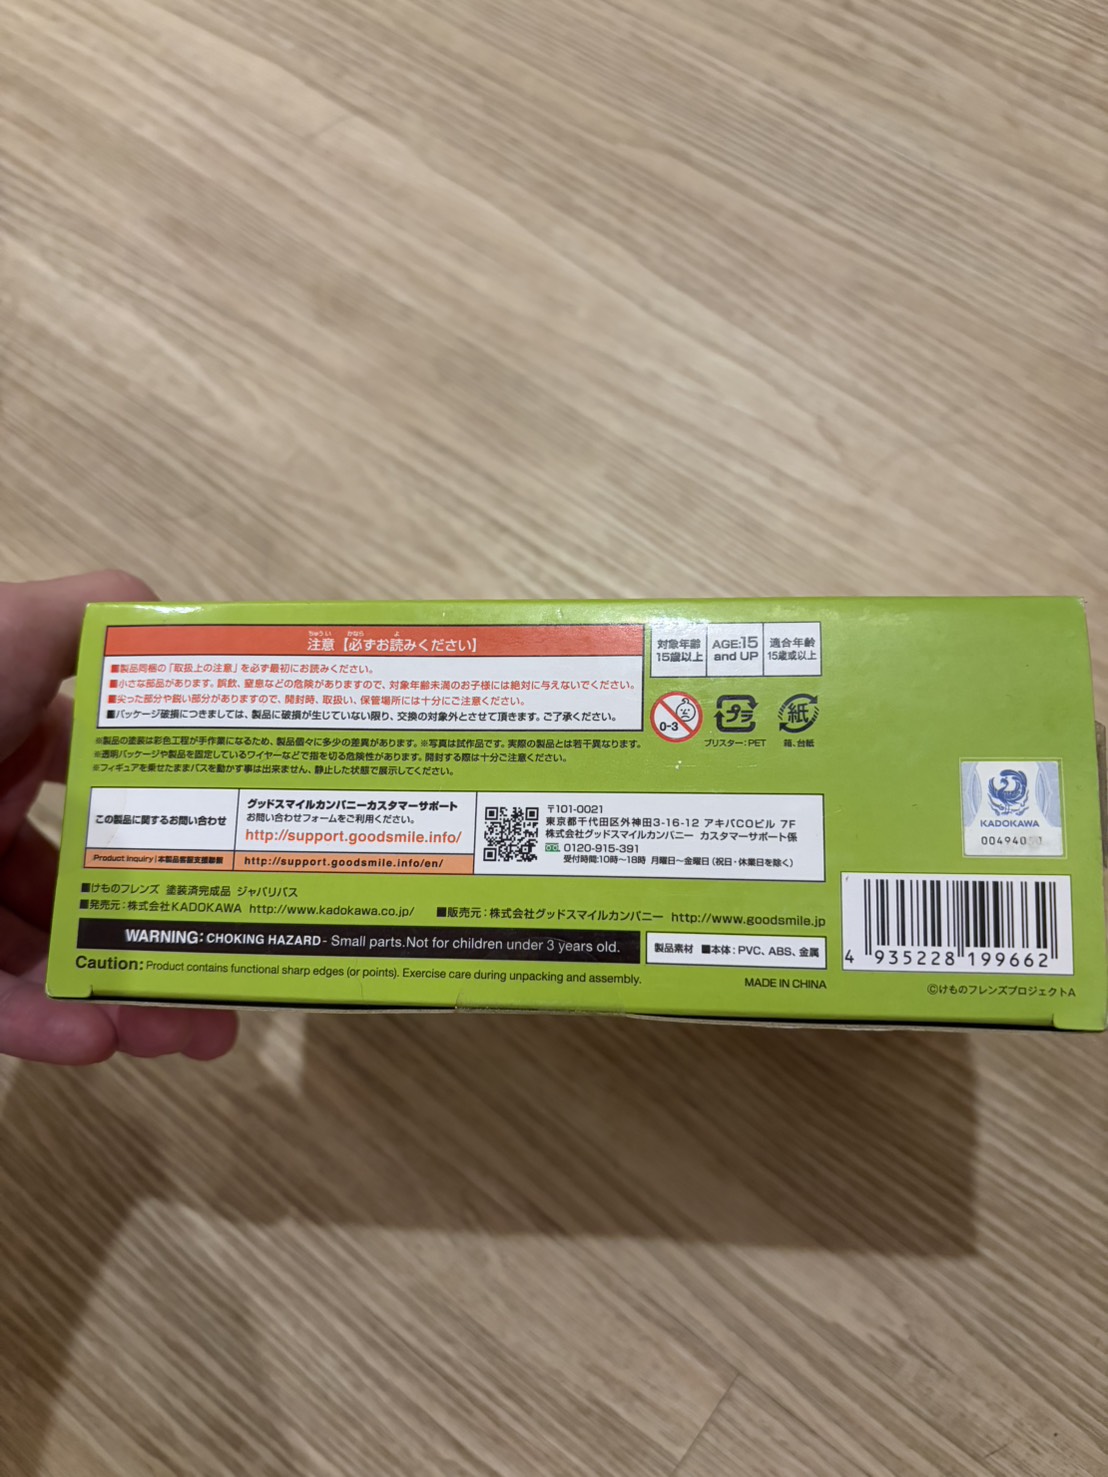 注意【必ずお読みください】
■製品同梱の「取扱上の注意」を必ず最初にお読みください。
■小さな部品があります。誤飲、窒息などの危険がありますので、対象年齢未満のお子様には絶対に与えないでください。
■尖った部分や鋭い部分がありますので、開封時、取扱い、保管場所には十分にご注意ください。
■パッケージ破損につきましては、製品に破損が生じていない限り、交換の対象外とさせて頂きます。ご了承ください。
※製品の塗装は彩色工程が手作業になるため、製品個々に多少の差異があります。※写真は試作品です。実際の製品とは若干異なります。
※透明パッケージや製品を固定しているワイヤーなどで指を切る危険性があります。開封する際は十分ご注意ください。
※フィギュアを乗せたままバスを動かす事は出来ません、静止した状態で展示してください。
対象年齢
15歳以上
AGE:15
and UP
適合年齢
15歳或以上
0-3
プラ
ブリスター:PET
紙
箱、台紙
この製品に関するお問い合わせ
グッドスマイルカンパニーカスタマーサポート
お問い合わせフォームをご利用ください。
http://support.goodsmile.info/
Product Inquiry | 本製品客服支援聯繫
http://support.goodsmile.info/en/
〒101-0021
東京都千代田区外神田3-16-12 アキバCOビル 7F
株式会社グッドスマイルカンパニー カスタマーサポート係
0120-915-391
受付時間:10時〜18時 月曜日〜金曜日(祝日・休業日を除く)
KADOKAWA
■けものフレンズ 塗装済完成品 ジャパリバス
■発売元:株式会社KADOKAWA http://www.kadokawa.co.jp/
■販売元:株式会社グッドスマイルカンパニー http://www.goodsmile.jp
WARNING:CHOKING HAZARD- Small parts.Not for children under 3 years old.
製品素材 ■本体:PVC、ABS、金属
Caution: Product contains functional sharp edges (or points). Exercise care during unpacking and assembly.
MADE IN CHINA
4 935228 199662
©けものフレンズプロジェクトA